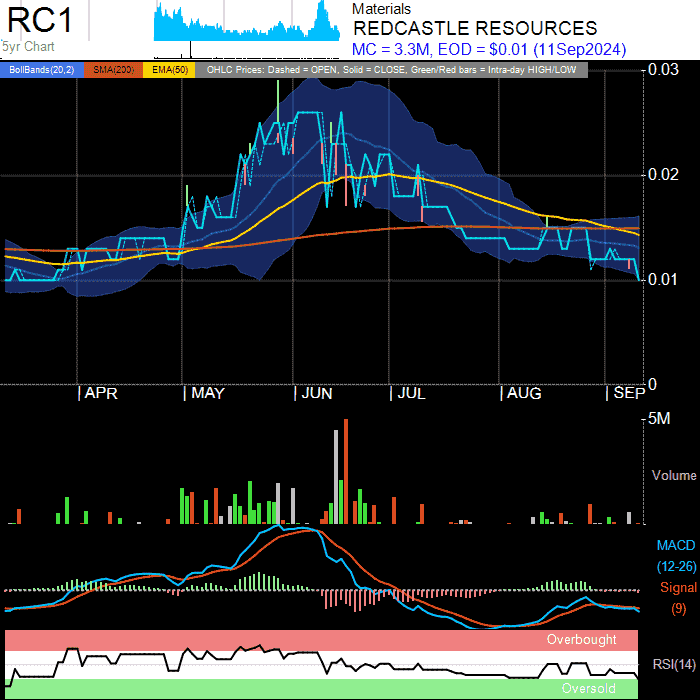 RC1
5yr Chart
Materials
REDCASTLE RESOURCES
MC = 3.3M, EOD = $0.01 (11Sep2024)
BollBands(20,2) SMA(200) EMA(50) OHLC Prices: Dashed = OPEN, Solid = CLOSE, Green/Red bars = Intra-day HIGH/LOW
0.03
0.02
0.01
0
APR MAY JUN JUL AUG SEP
5M
Volume
MACD
(12-26)
Signal
(9)
Overbought
RSI(14)
Oversold